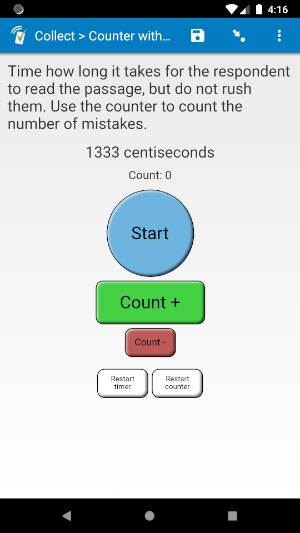 4:16
Collect > Counter with...
Time how long it takes for the respondent
to read the passage, but do not rush
them. Use the counter to count the
number of mistakes.
1333 centiseconds
Count: 0
Start
Count +
Count -
Restart
timer
Restart
counter